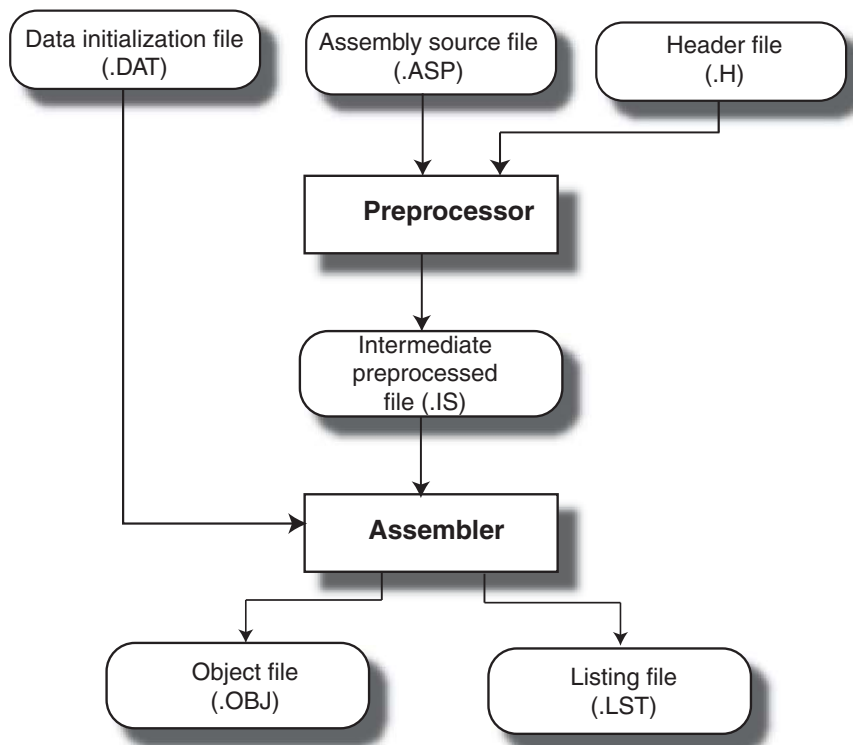 Data initialization file
(.DAT)
Assembly source file
(.ASP)
Header file
(.H)
Preprocessor
Intermediate
preprocessed
file (.IS)
Assembler
Object file
(.OBJ)
Listing file
(.LST)